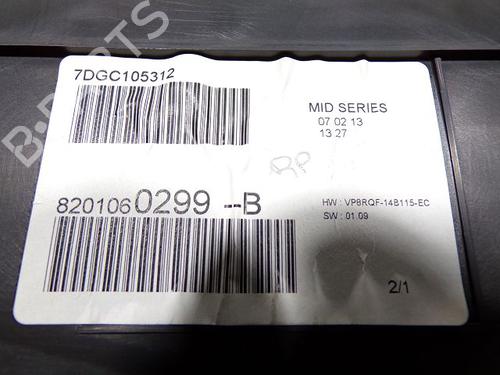 B-PARTS
7DGC105312
MID SERIES
07 02 13
13 27
RP
8201060299--B
HW : VP8RQF-14B115-EC
SW : 01.09
2/1